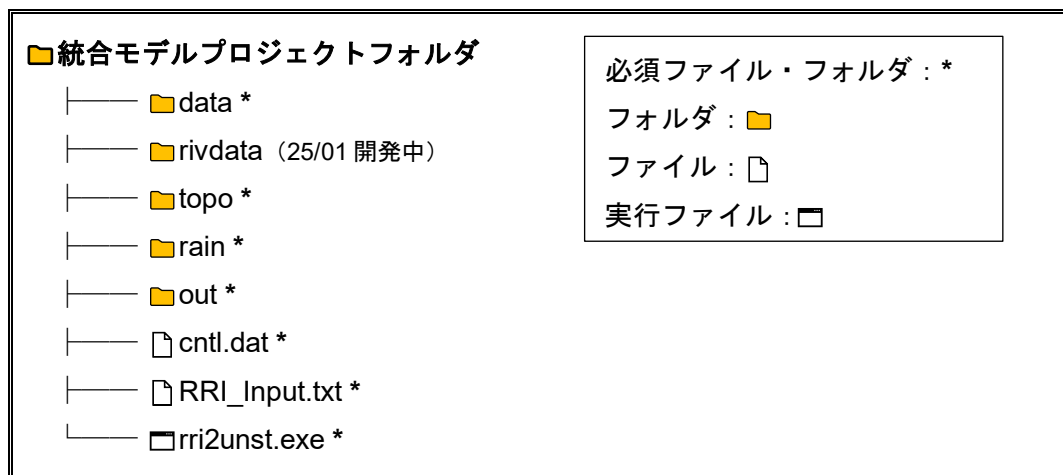 統合モデルプロジェクトフォルダ
data *
rivdata（25/01 開発中）
topo *
rain *
out *
cntl.dat *
RRI_Input.txt *
rri2unst.exe *
必須ファイル・フォルダ：*
フォルダ：
ファイル：
実行ファイル：